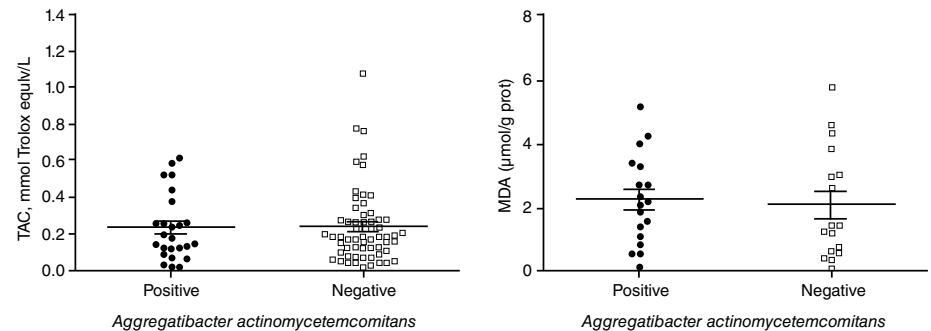 TAC, mmol Trolox equlv/L
1.4
1.2
1.0
0.8
0.6
0.4
0.2
0.0
Positive
Negative
Aggregatibacter actinomycetemcomitans
MDA (μmol/g prot)
8
6
4
2
0
Positive
Negative
Aggregatibacter actinomycetemcomitans